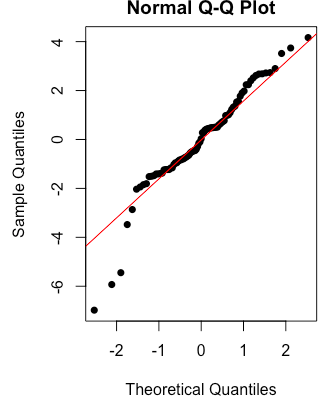 Normal Q-Q Plot
Sample Quantiles
4
2
0
-2
-4
-6
-2 -1 0 1 2
Theoretical Quantiles